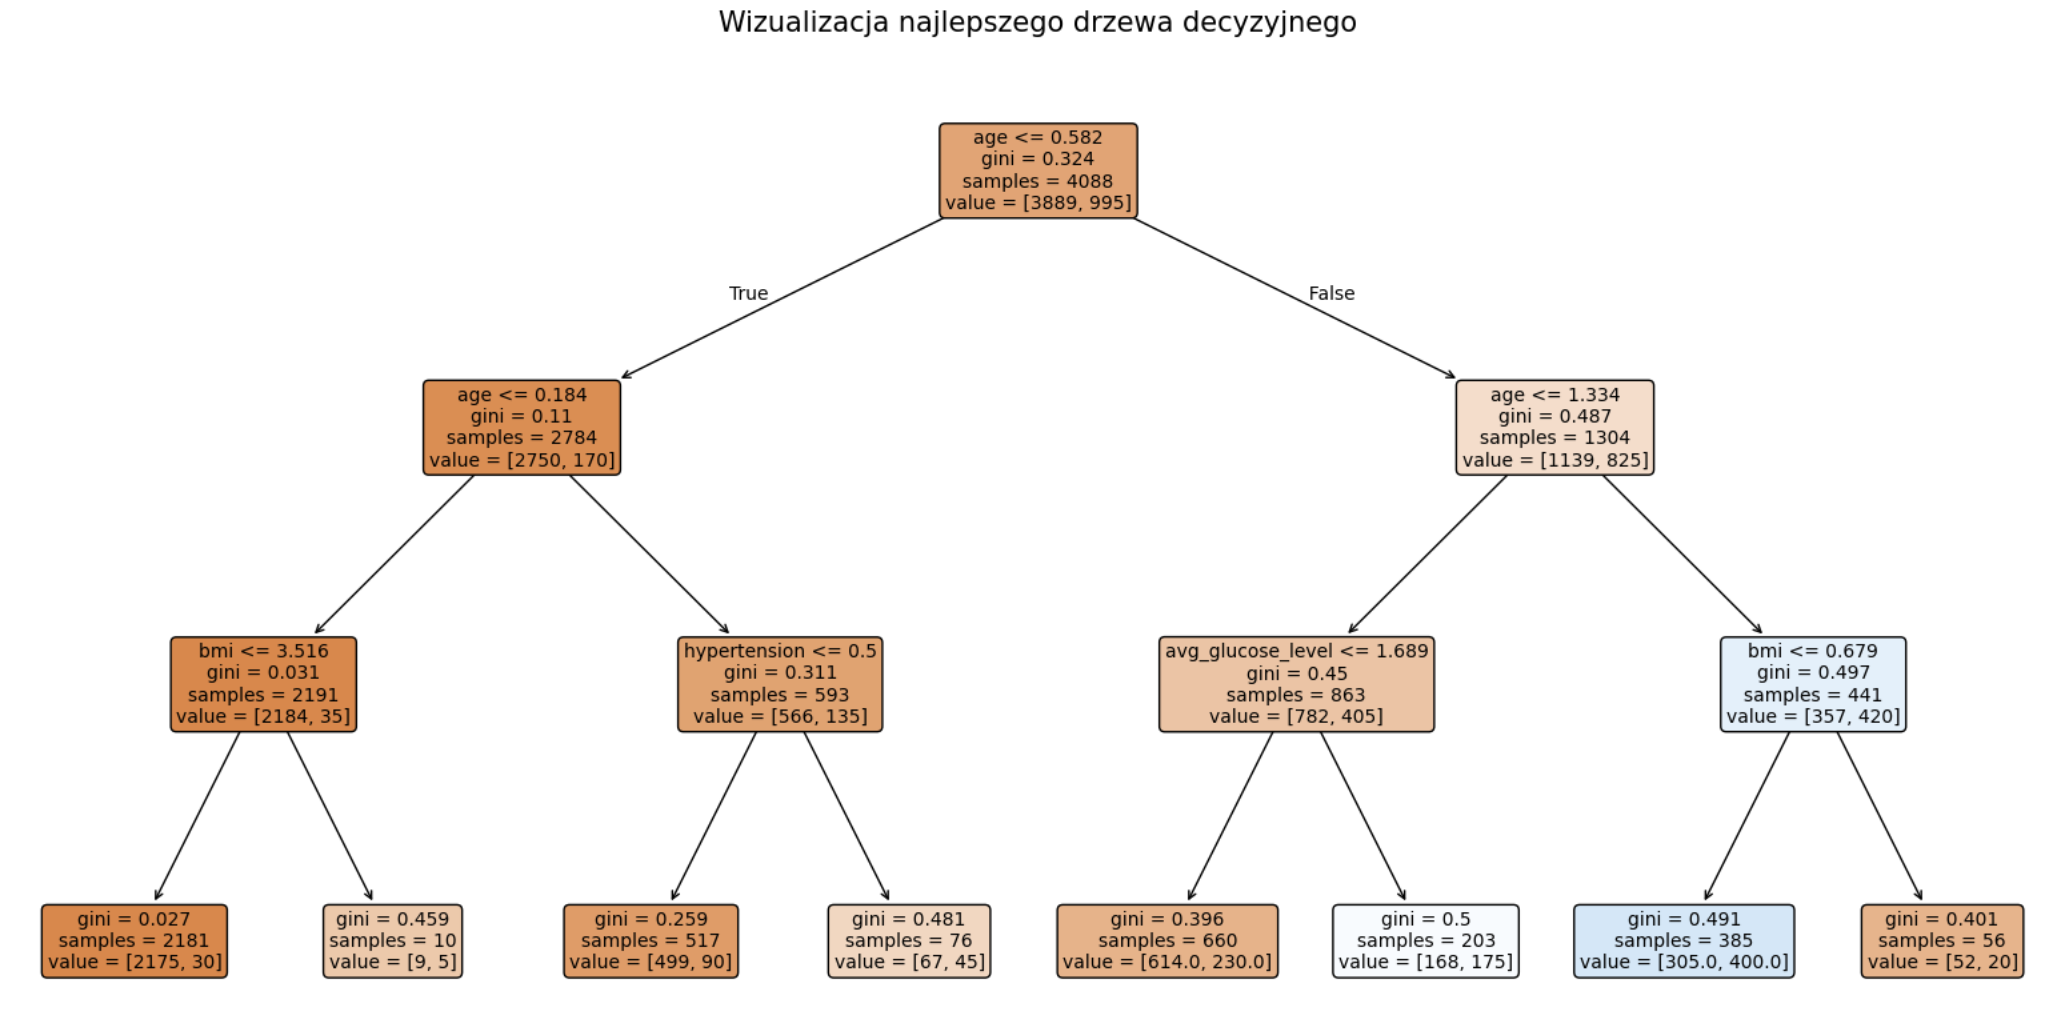 Wizualizacja najlepszego drzewa decyzyjnego
age <= 0.582
gini = 0.324
samples = 4088
value = [3889, 995]
True
False
age <= 0.184
gini = 0.11
samples = 2784
value = [2750, 170]
age <= 1.334
gini = 0.487
samples = 1304
value = [1139, 825]
bmi <= 3.516
gini = 0.031
samples = 2191
value = [2184, 35]
hypertension <= 0.5
gini = 0.311
samples = 593
value = [566, 135]
avg_glucose_level <= 1.689
gini = 0.45
samples = 863
value = [782, 405]
bmi <= 0.679
gini = 0.497
samples = 441
value = [357, 420]
gini = 0.027
samples = 2181
value = [2175, 30]
gini = 0.459
samples = 10
value = [9, 5]
gini = 0.259
samples = 517
value = [499, 90]
gini = 0.481
samples = 76
value = [67, 45]
gini = 0.396
samples = 660
value = [614.0, 230.0]
gini = 0.5
samples = 203
value = [168, 175]
gini = 0.491
samples = 385
value = [305.0, 400.0]
gini = 0.401
samples = 56
value = [52, 20]